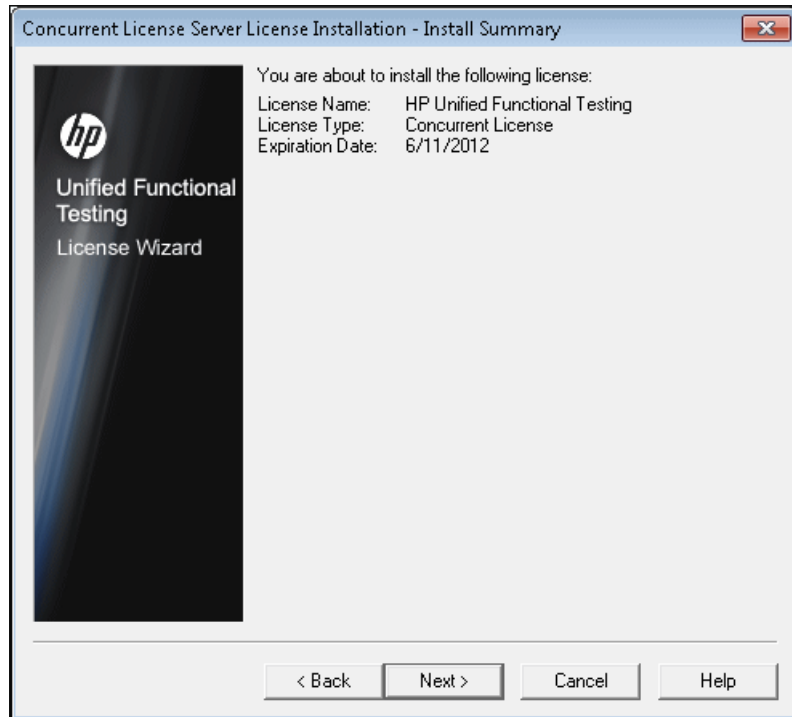 Concurrent License Server License Installation - Install Summary
hp
Unified Functional
Testing
License Wizard
You are about to install the following license:
License Name: HP Unified Functional Testing
License Type: Concurrent License
Expiration Date: 6/11/2012
< Back Next > Cancel Help